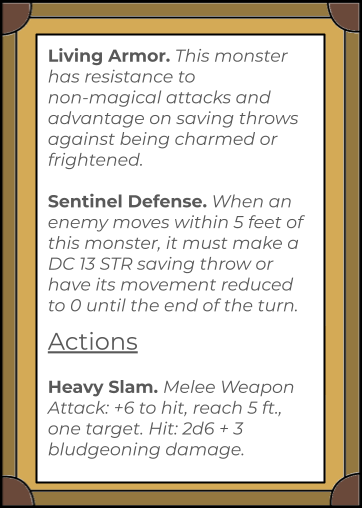 Living Armor. This monster
has resistance to
non-magical attacks and
advantage on saving throws
against being charmed or
frightened.
Sentinel Defense. When an
enemy moves within 5 feet of
this monster, it must make a
DC 13 STR saving throw or
have its movement reduced
to 0 until the end of the turn.
Actions
Heavy Slam. Melee Weapon
Attack: +6 to hit, reach 5 ft.,
one target. Hit: 2d6 + 3
bludgeoning damage.